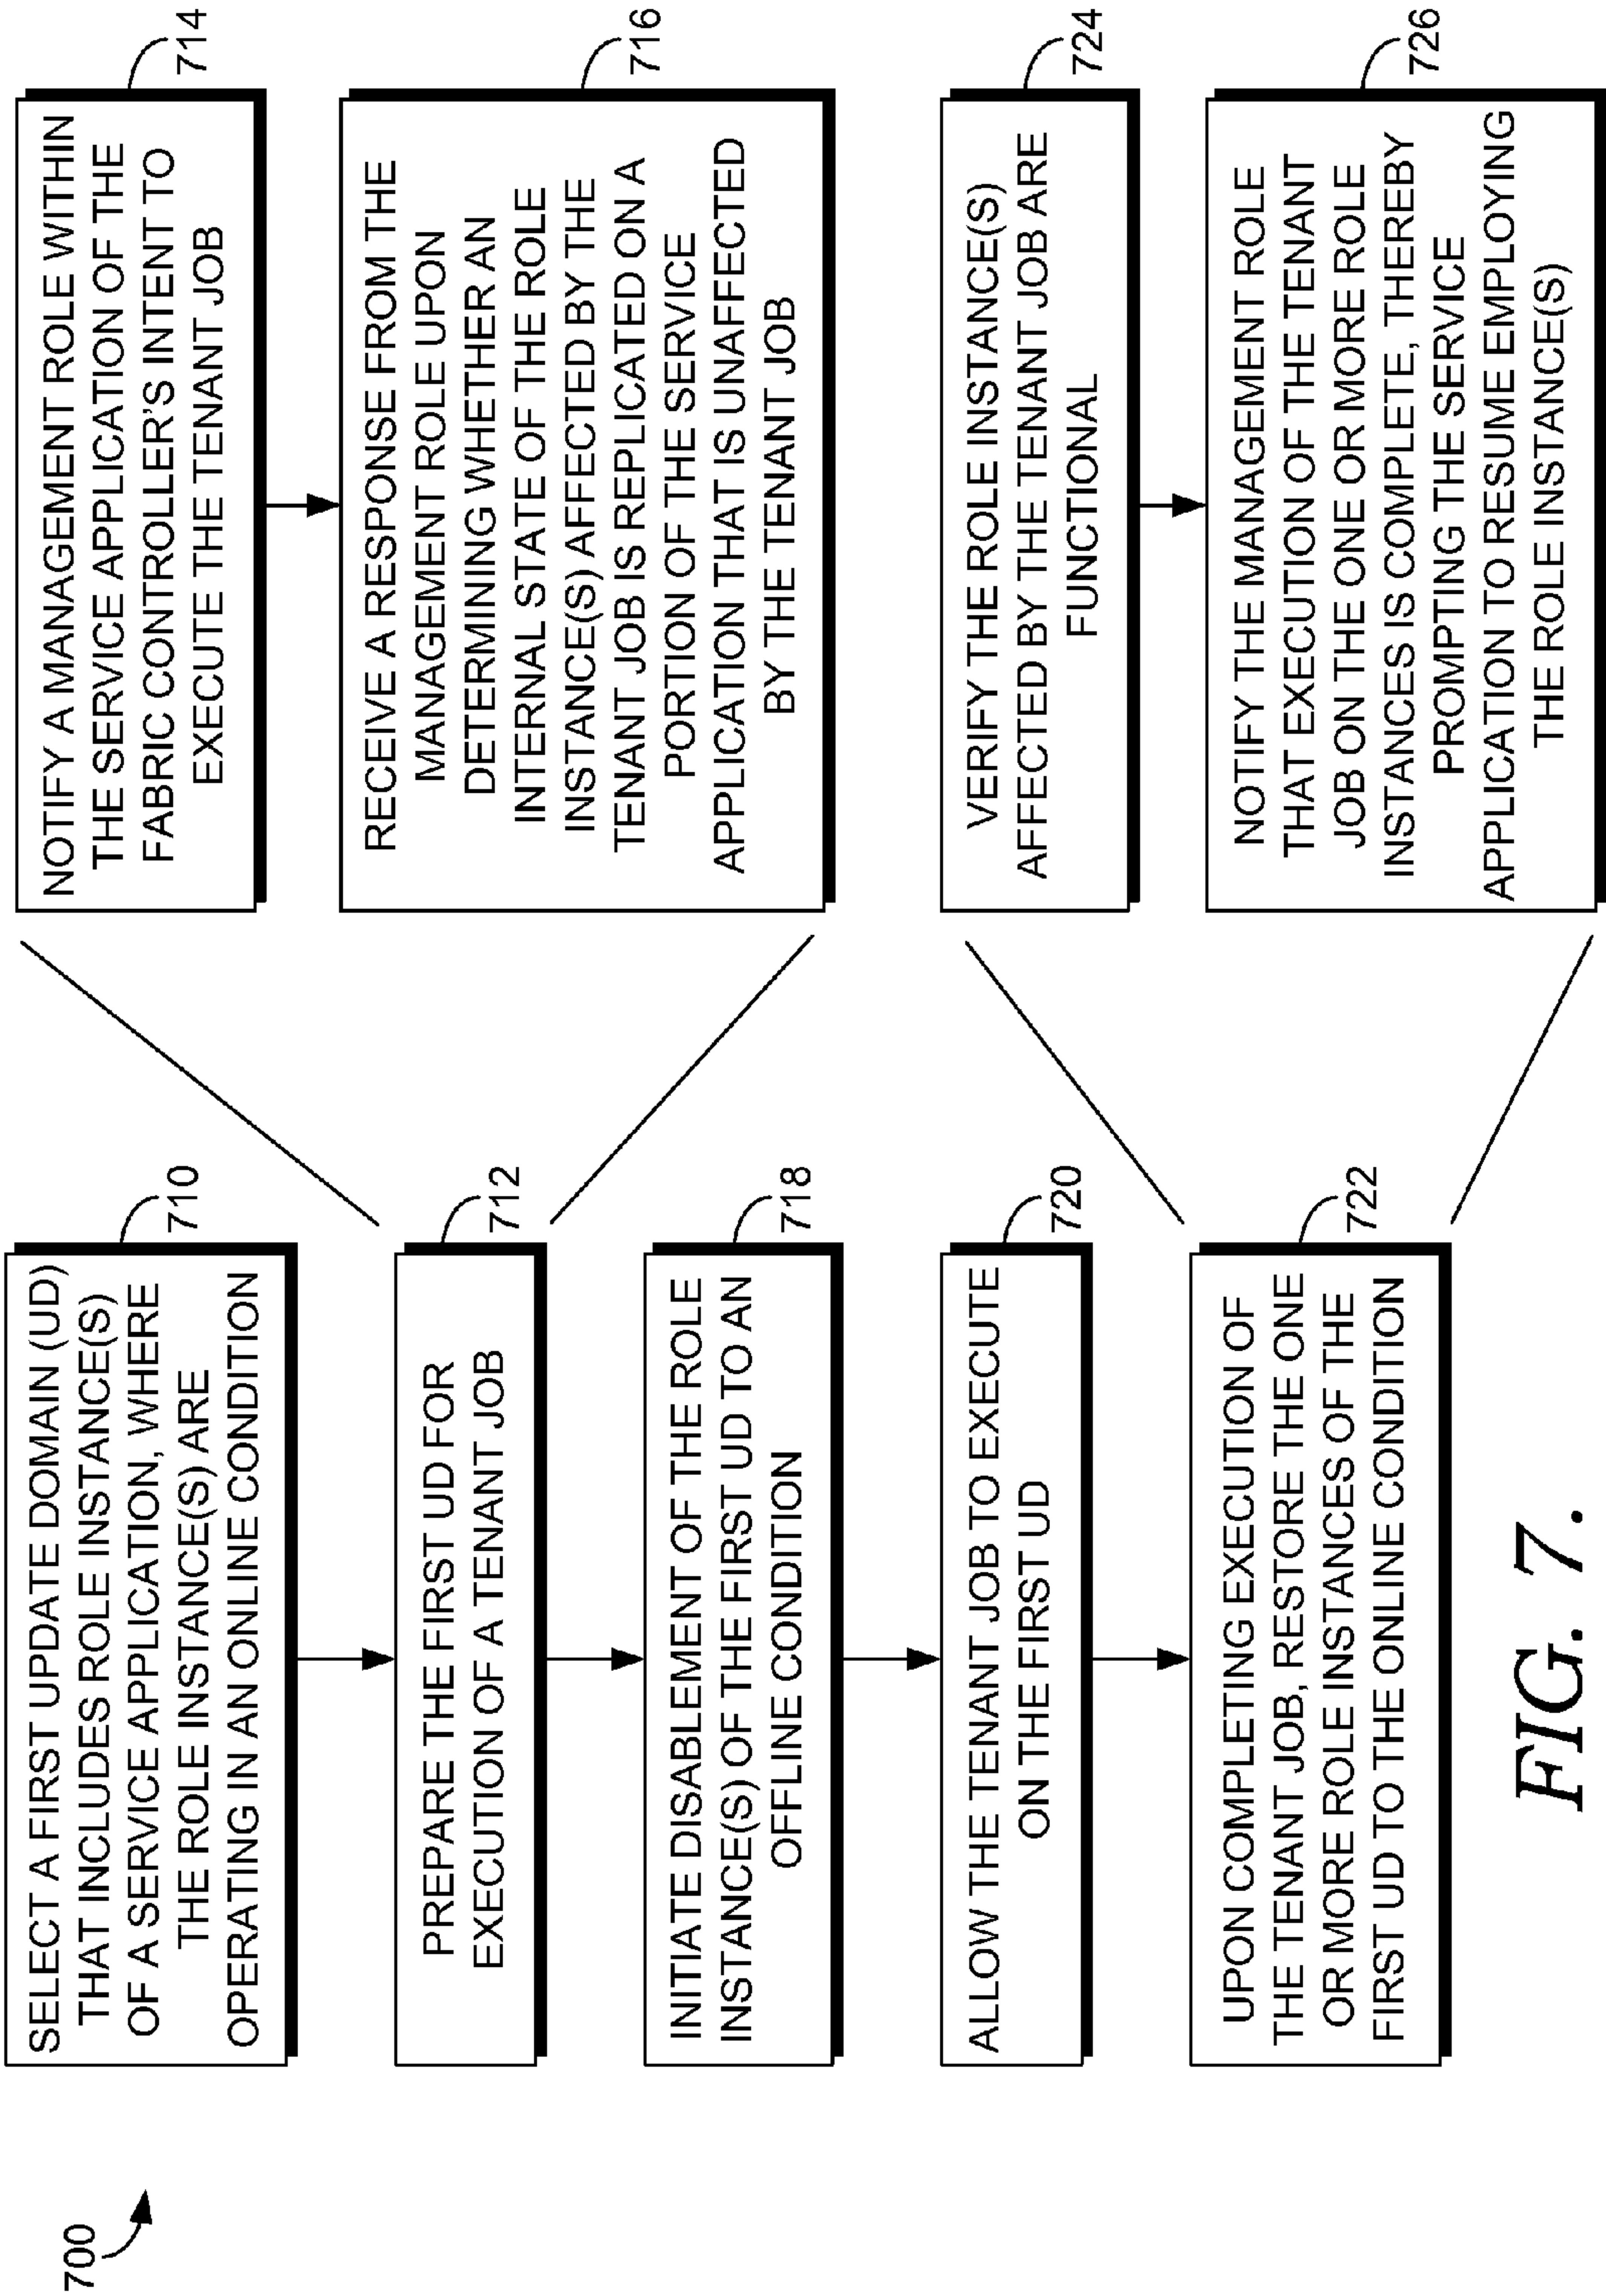 700
SELECT A FIRST UPDATE DOMAIN (UD)
THAT INCLUDES ROLE INSTANCE(S)
OF A SERVICE APPLICATION, WHERE
THE ROLE INSTANCE(S) ARE
OPERATING IN AN ONLINE CONDITION
710
PREPARE THE FIRST UD FOR
EXECUTION OF A TENANT JOB
712
NOTIFY A MANAGEMENT ROLE WITHIN
THE SERVICE APPLICATION OF THE
FABRIC CONTROLLER'S INTENT TO
EXECUTE THE TENANT JOB
714
RECEIVE A RESPONSE FROM THE
MANAGEMENT ROLE UPON
DETERMINING WHETHER AN
INTERNAL STATE OF THE ROLE
INSTANCE(S) AFFECTED BY THE
TENANT JOB IS REPLICATED ON A
PORTION OF THE SERVICE
APPLICATION THAT IS UNAFFECTED
BY THE TENANT JOB
716
INITIATE DISABLEMENT OF THE ROLE
INSTANCE(S) OF THE FIRST UD TO AN
OFFLINE CONDITION
718
ALLOW THE TENANT JOB TO EXECUTE
ON THE FIRST UD
720
UPON COMPLETING EXECUTION OF
THE TENANT JOB, RESTORE THE ONE
OR MORE ROLE INSTANCES OF THE
FIRST UD TO THE ONLINE CONDITION
722
VERIFY THE ROLE INSTANCE(S)
AFFECTED BY THE TENANT JOB ARE
FUNCTIONAL
724
NOTIFY THE MANAGEMENT ROLE
THAT EXECUTION OF THE TENANT
JOB ON THE ONE OR MORE ROLE
INSTANCES IS COMPLETE, THEREBY
PROMPTING THE SERVICE
APPLICATION TO RESUME EMPLOYING
THE ROLE INSTANCE(S)
726
FIG. 7.